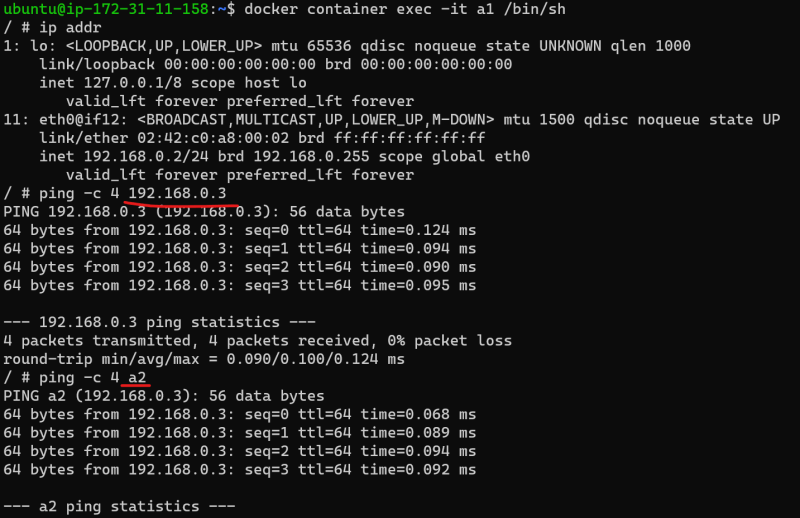 ubuntu@ip-172-31-11-158:~$ docker container exec -it a1 /bin/sh
/ # ip addr
1: lo: <LOOPBACK,UP,LOWER_UP> mtu 65536 qdisc noqueue state UNKNOWN qlen 1000
    link/loopback 00:00:00:00:00:00 brd 00:00:00:00:00:00
    inet 127.0.0.1/8 scope host lo
       valid_lft forever preferred_lft forever
11: eth0@if12: <BROADCAST,MULTICAST,UP,LOWER_UP,M-DOWN> mtu 1500 qdisc noqueue state UP
    link/ether 02:42:c0:a8:00:02 brd ff:ff:ff:ff:ff:ff
    inet 192.168.0.2/24 brd 192.168.0.255 scope global eth0
       valid_lft forever preferred_lft forever
/ # ping -c 4 192.168.0.3
PING 192.168.0.3 (192.168.0.3): 56 data bytes
64 bytes from 192.168.0.3: seq=0 ttl=64 time=0.124 ms
64 bytes from 192.168.0.3: seq=1 ttl=64 time=0.094 ms
64 bytes from 192.168.0.3: seq=2 ttl=64 time=0.090 ms
64 bytes from 192.168.0.3: seq=3 ttl=64 time=0.095 ms

--- 192.168.0.3 ping statistics ---
4 packets transmitted, 4 packets received, 0% packet loss
round-trip min/avg/max = 0.090/0.100/0.124 ms
/ # ping -c 4 a2
PING a2 (192.168.0.3): 56 data bytes
64 bytes from 192.168.0.3: seq=0 ttl=64 time=0.068 ms
64 bytes from 192.168.0.3: seq=1 ttl=64 time=0.089 ms
64 bytes from 192.168.0.3: seq=2 ttl=64 time=0.094 ms
64 bytes from 192.168.0.3: seq=3 ttl=64 time=0.092 ms

--- a2 ping statistics ---